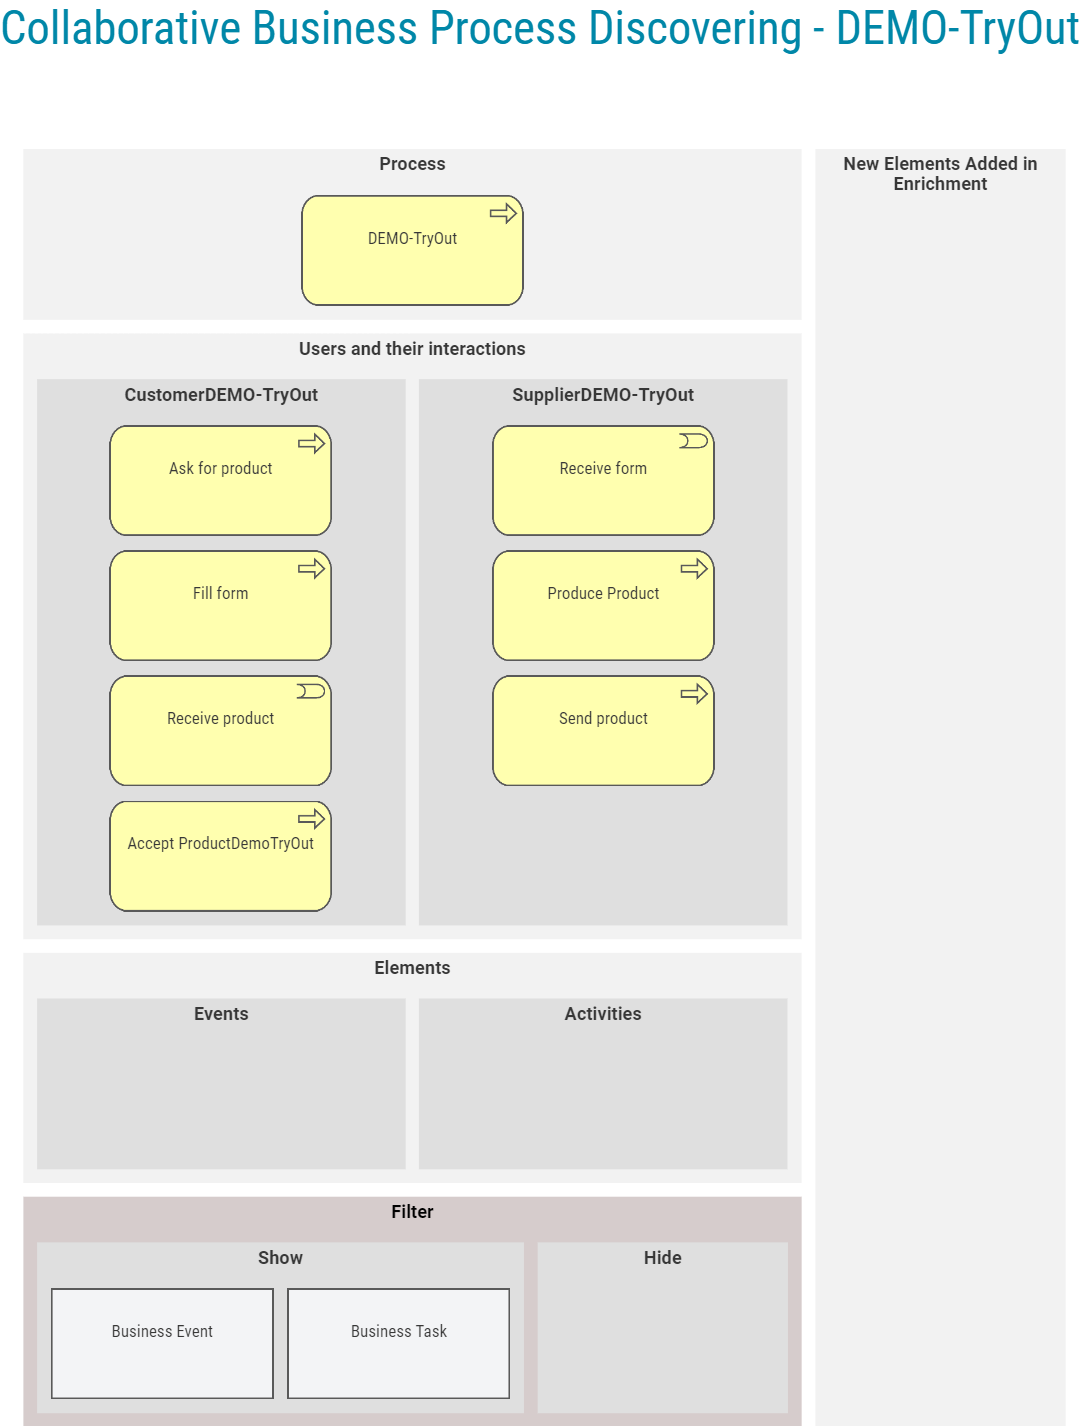 Collaborative Business Process Discovering - DEMO-TryOut
Process
DEMO-TryOut
New Elements Added in
Enrichment
Users and their interactions
CustomerDEMO-TryOut
Ask for product
Fill form
Receive product
Accept ProductDemoTryOut
SupplierDEMO-TryOut
Receive form
Produce Product
Send product
Elements
Events
Activities
Filter
Show
Business Event
Business Task
Hide